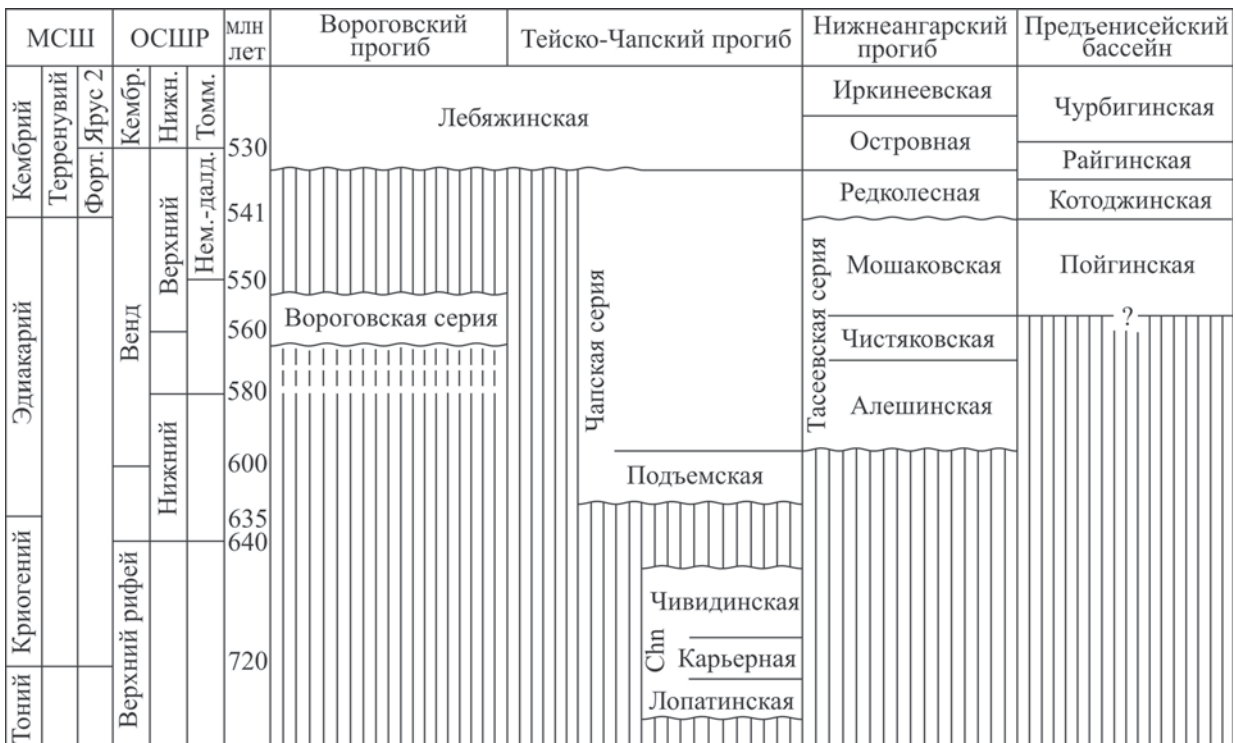 МСШ
ОСШР
млн
лет
Вороговский
прогиб
Тейско-Чапский прогиб
Нижнеангарский
прогиб
Предъенисейский
бассейн
Кембрий
Терренувий
Ярус 2
Форт.
Кембр.
Нижн.
Томм.
Лебяжинская
Иркинеевская
Островная
Чурбигинская
Райгинская
530
Верхний
Нем.-далд.
Редколесная
Котоджинская
541
Эдиакарий
Венд
Тасеевская серия
Мошаковская
Пойгинская
550
Вороговская серия
560
Чапская серия
Чистяковская
?
580
Алешинская
Нижний
600
Подъемская
635
640
Криогений
Верхний рифей
Чивидинская
Chn
Карьерная
720
Лопатинская
Тоний